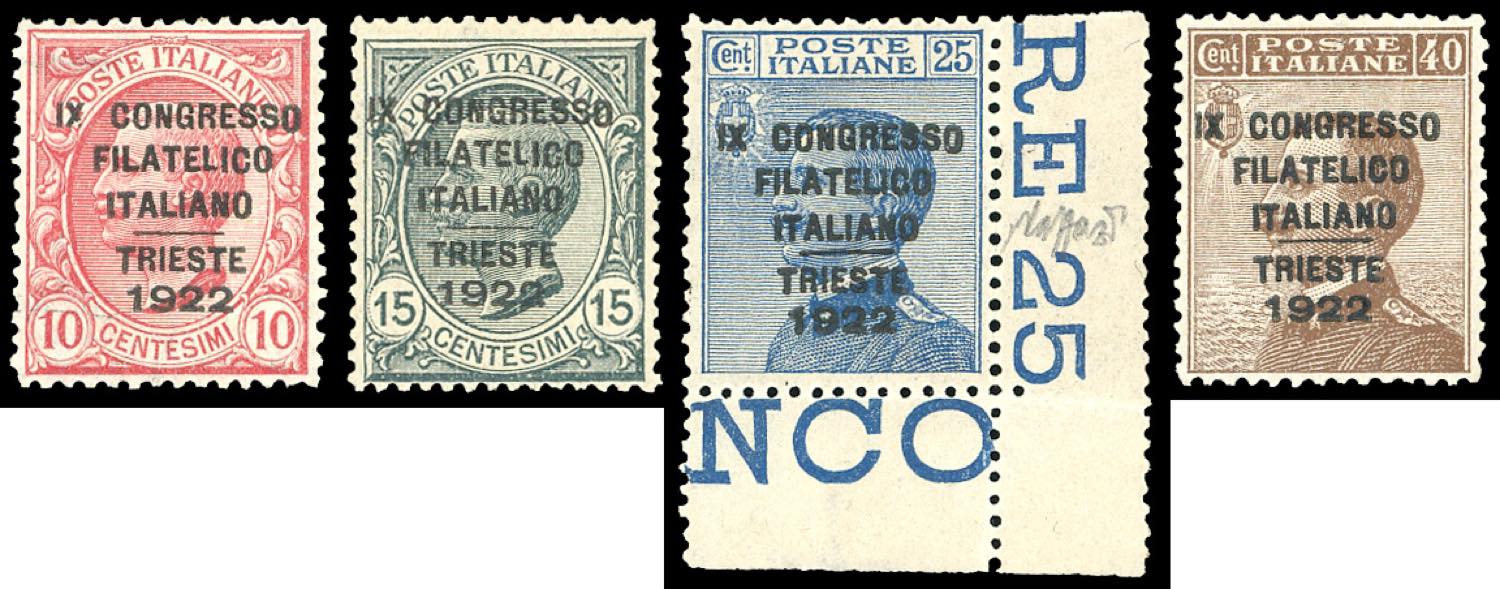 POSTE ITALIANE
IX CONGRESSO
FILATELICO
ITALIANO
TRIESTE
1922
10 10
CENTESIMI
POSTE ITALIANE
IX CONGRESSO
FILATELICO
ITALIANO
TRIESTE
1922
15 15
CENTESIMI
Cent POSTE 25
ITALIANE
IX CONGRESSO
FILATELICO
ITALIANO
TRIESTE
1922
RE 25
NCO
Cent POSTE 40
ITALIANE
IX CONGRESSO
FILATELICO
ITALIANO
TRIESTE
1922